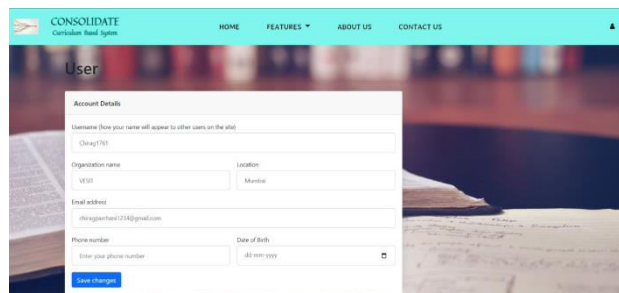 CONSOLIDATE
Curriculum Based System
HOME FEATURES ABOUT US CONTACT US
User
Account Details
Username (how your name will appear to other users on the site)
Chirag1761
Organization name Location
VESIT Mumbai
Email address
Phone number Date of Birth
Enter your phone number dd-mm-yyyy
Save changes